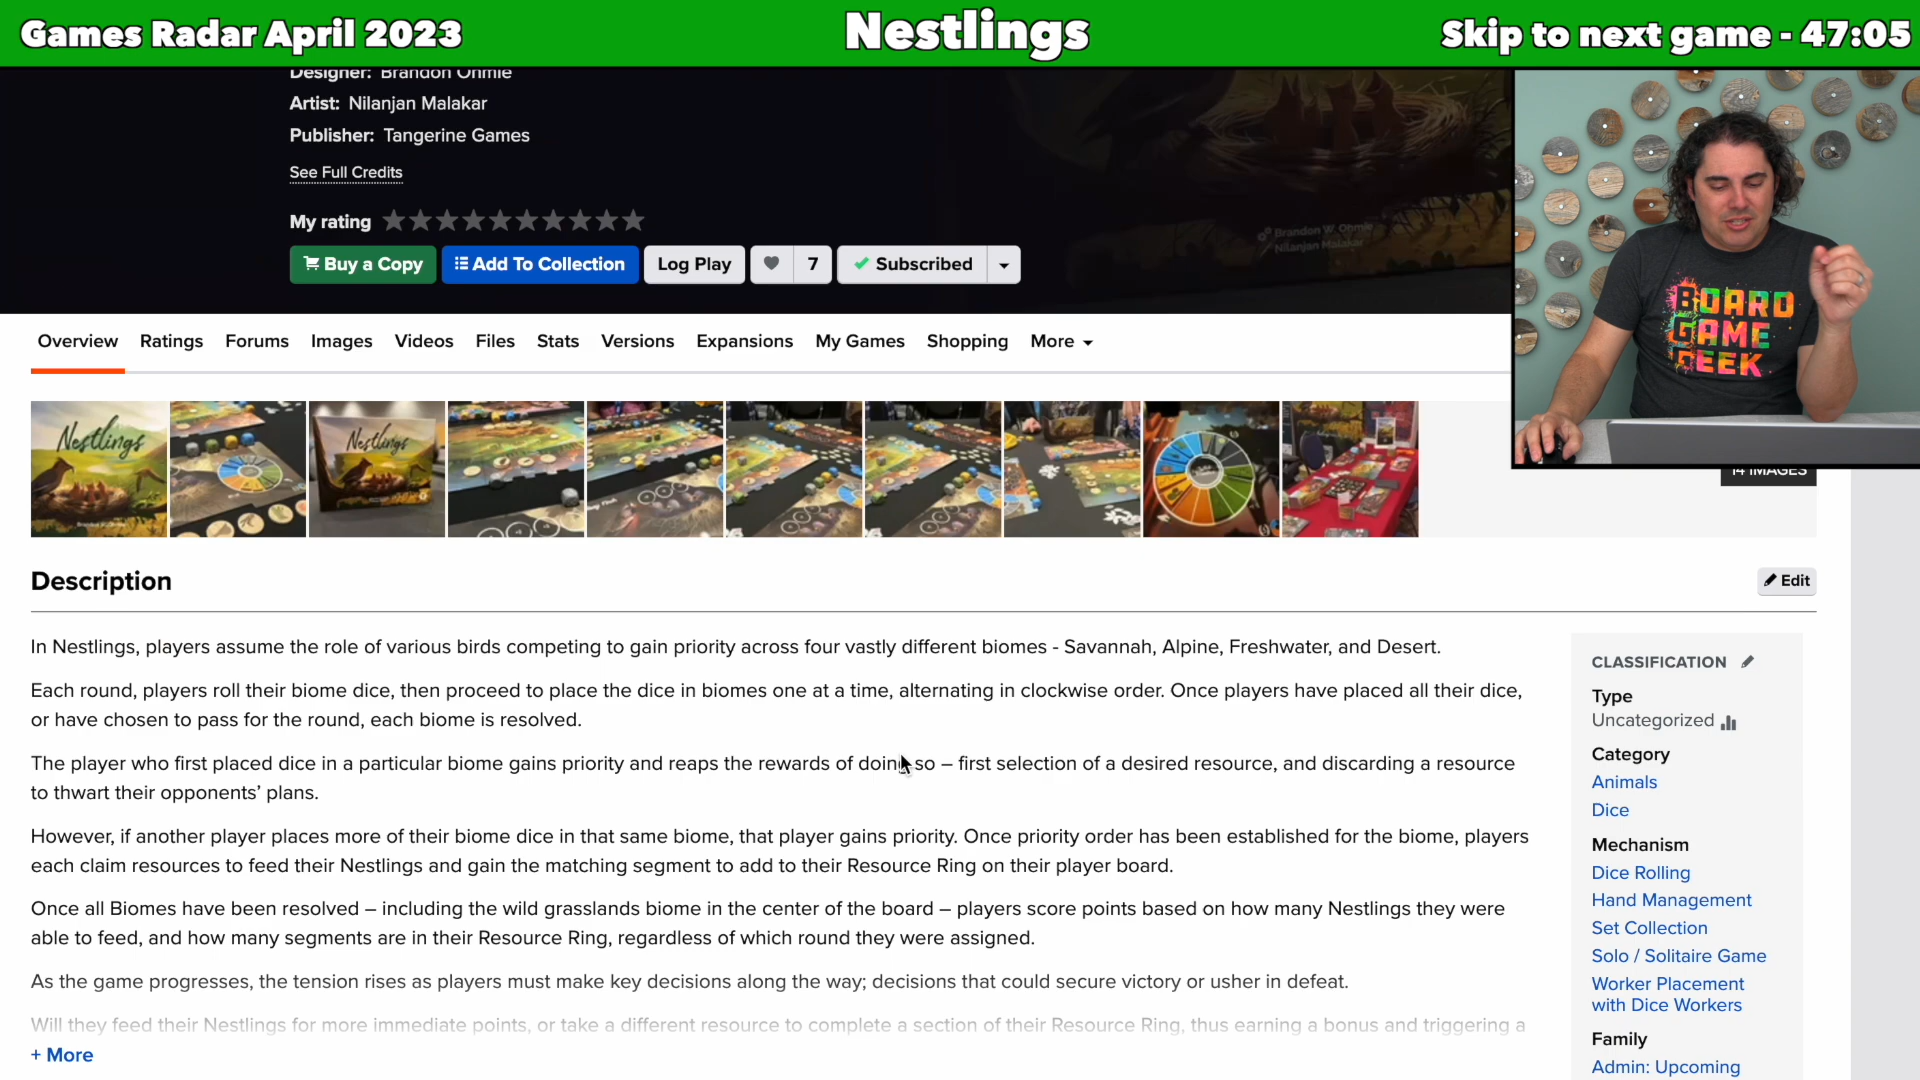 Games Radar April 2023
Nestlings
Skip to next game - 47:05
Designer: Brandon Ohmie
Artist: Nilanjan Malakar
Publisher: Tangerine Games
See Full Credits
My rating
Buy a Copy
Add To Collection
Log Play
7
Subscribed
Brandon W. Ohmie
Nilanjan Malakar
BOARD
GAME
GEEK
Overview
Ratings
Forums
Images
Videos
Files
Stats
Versions
Expansions
My Games
Shopping
More
Nestlings
Nestlings
14 IMAGES
Description
Edit
In Nestlings, players assume the role of various birds competing to gain priority across four vastly different biomes - Savannah, Alpine, Freshwater, and Desert.
Each round, players roll their biome dice, then proceed to place the dice in biomes one at a time, alternating in clockwise order. Once players have placed all their dice,
or have chosen to pass for the round, each biome is resolved.
The player who first placed dice in a particular biome gains priority and reaps the rewards of doing so – first selection of a desired resource, and discarding a resource
to thwart their opponents’ plans.
However, if another player places more of their biome dice in that same biome, that player gains priority. Once priority order has been established for the biome, players
each claim resources to feed their Nestlings and gain the matching segment to add to their Resource Ring on their player board.
Once all Biomes have been resolved – including the wild grasslands biome in the center of the board – players score points based on how many Nestlings they were
able to feed, and how many segments are in their Resource Ring, regardless of which round they were assigned.
As the game progresses, the tension rises as players must make key decisions along the way; decisions that could secure victory or usher in defeat.
Will they feed their Nestlings for more immediate points, or take a different resource to complete a section of their Resource Ring, thus earning a bonus and triggering a
+ More
CLASSIFICATION
Type
Uncategorized
Category
Animals
Dice
Mechanism
Dice Rolling
Hand Management
Set Collection
Solo / Solitaire Game
Worker Placement
with Dice Workers
Family
Admin: Upcoming